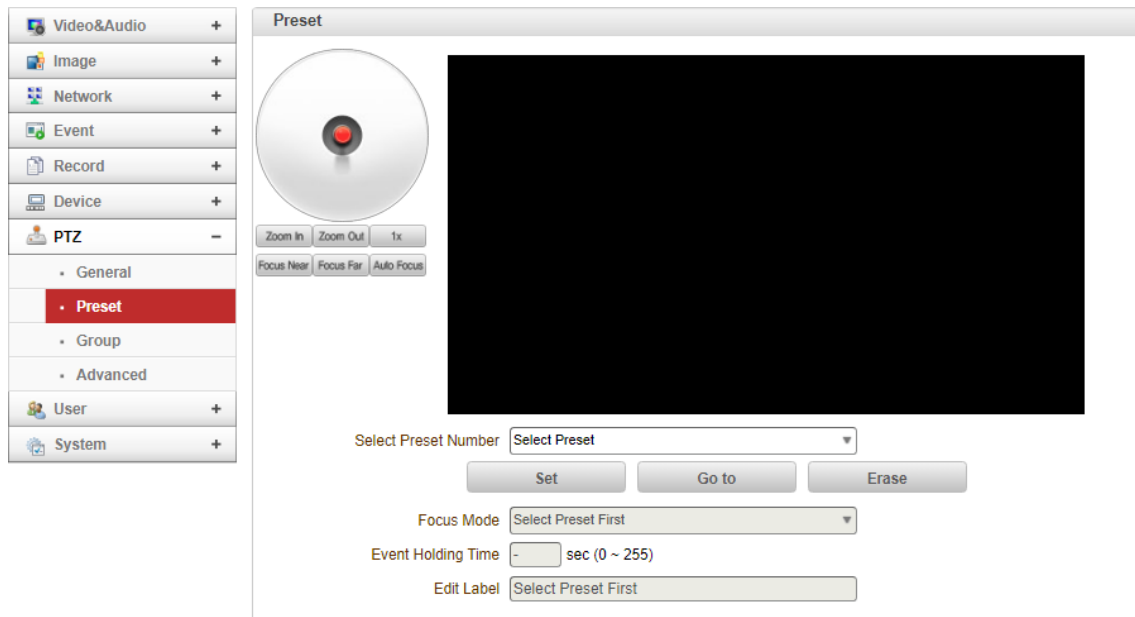 Video&Audio +
Image +
Network +
Event +
Record +
Device +
PTZ −
General
Preset
Group
Advanced
User +
System +
Preset
Zoom In Zoom Out 1x
Focus Near Focus Far Auto Focus
Select Preset Number Select Preset
Set Go to Erase
Focus Mode Select Preset First
Event Holding Time - sec (0 ~ 255)
Edit Label Select Preset First